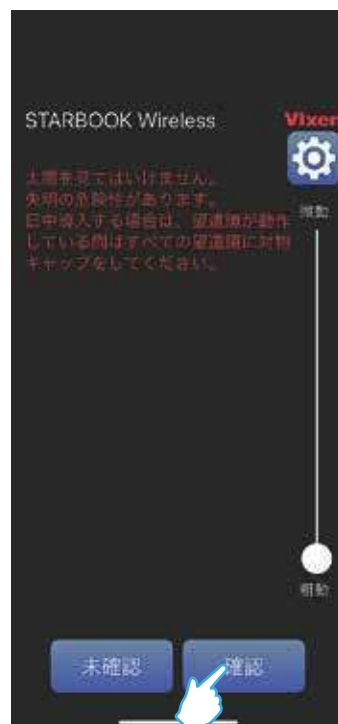 STARBOOK Wireless
Vixen
太陽を見てはいけません。
失明の危険性があります。
日中導入する場合は、望遠鏡が動作
している間はすべての望遠鏡に対物
キャップをしてください。
微動
粗動
未確認
確認